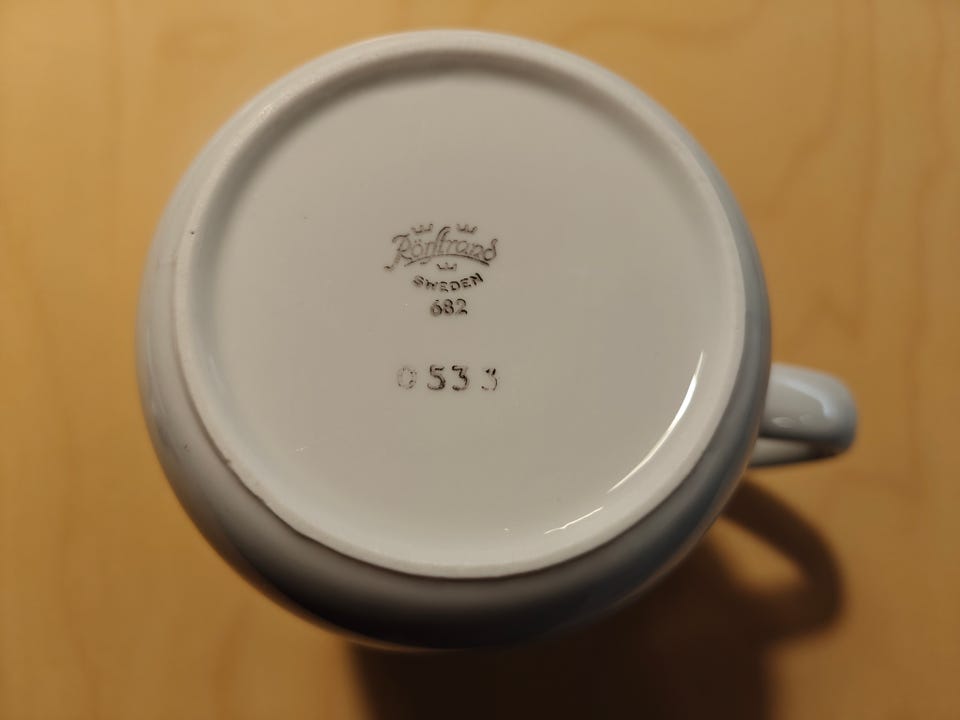 Rörstrand
SWEDEN
682
0533